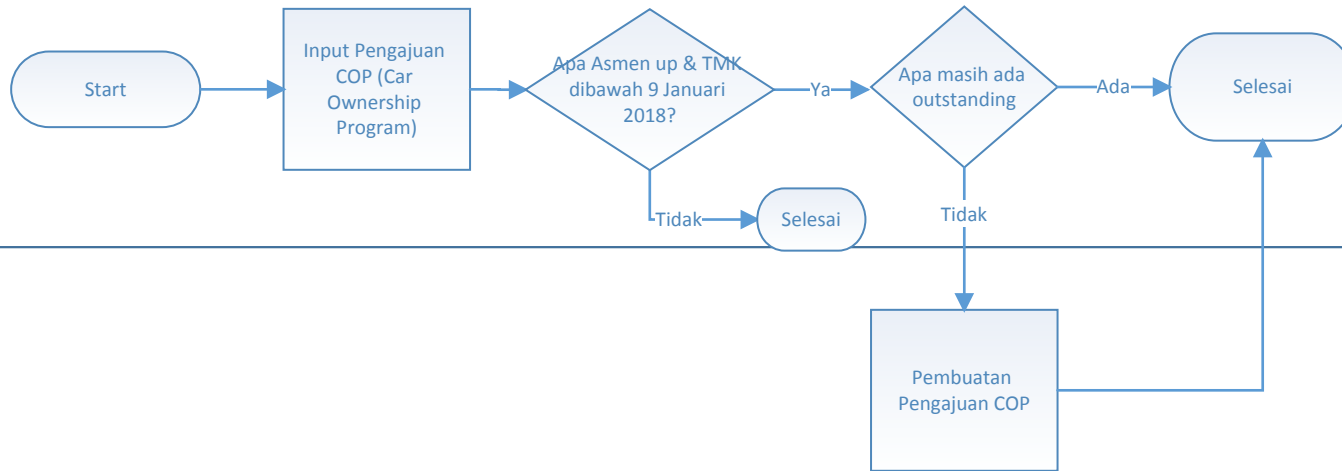 Start
Input Pengajuan
COP (Car
Ownership
Program)
Apa Asmen up & TMK
dibawah 9 Januari
2018?
Ya
Apa masih ada
outstanding
Ada
Selesai
Tidak
Selesai
Tidak
Pembuatan
Pengajuan COP